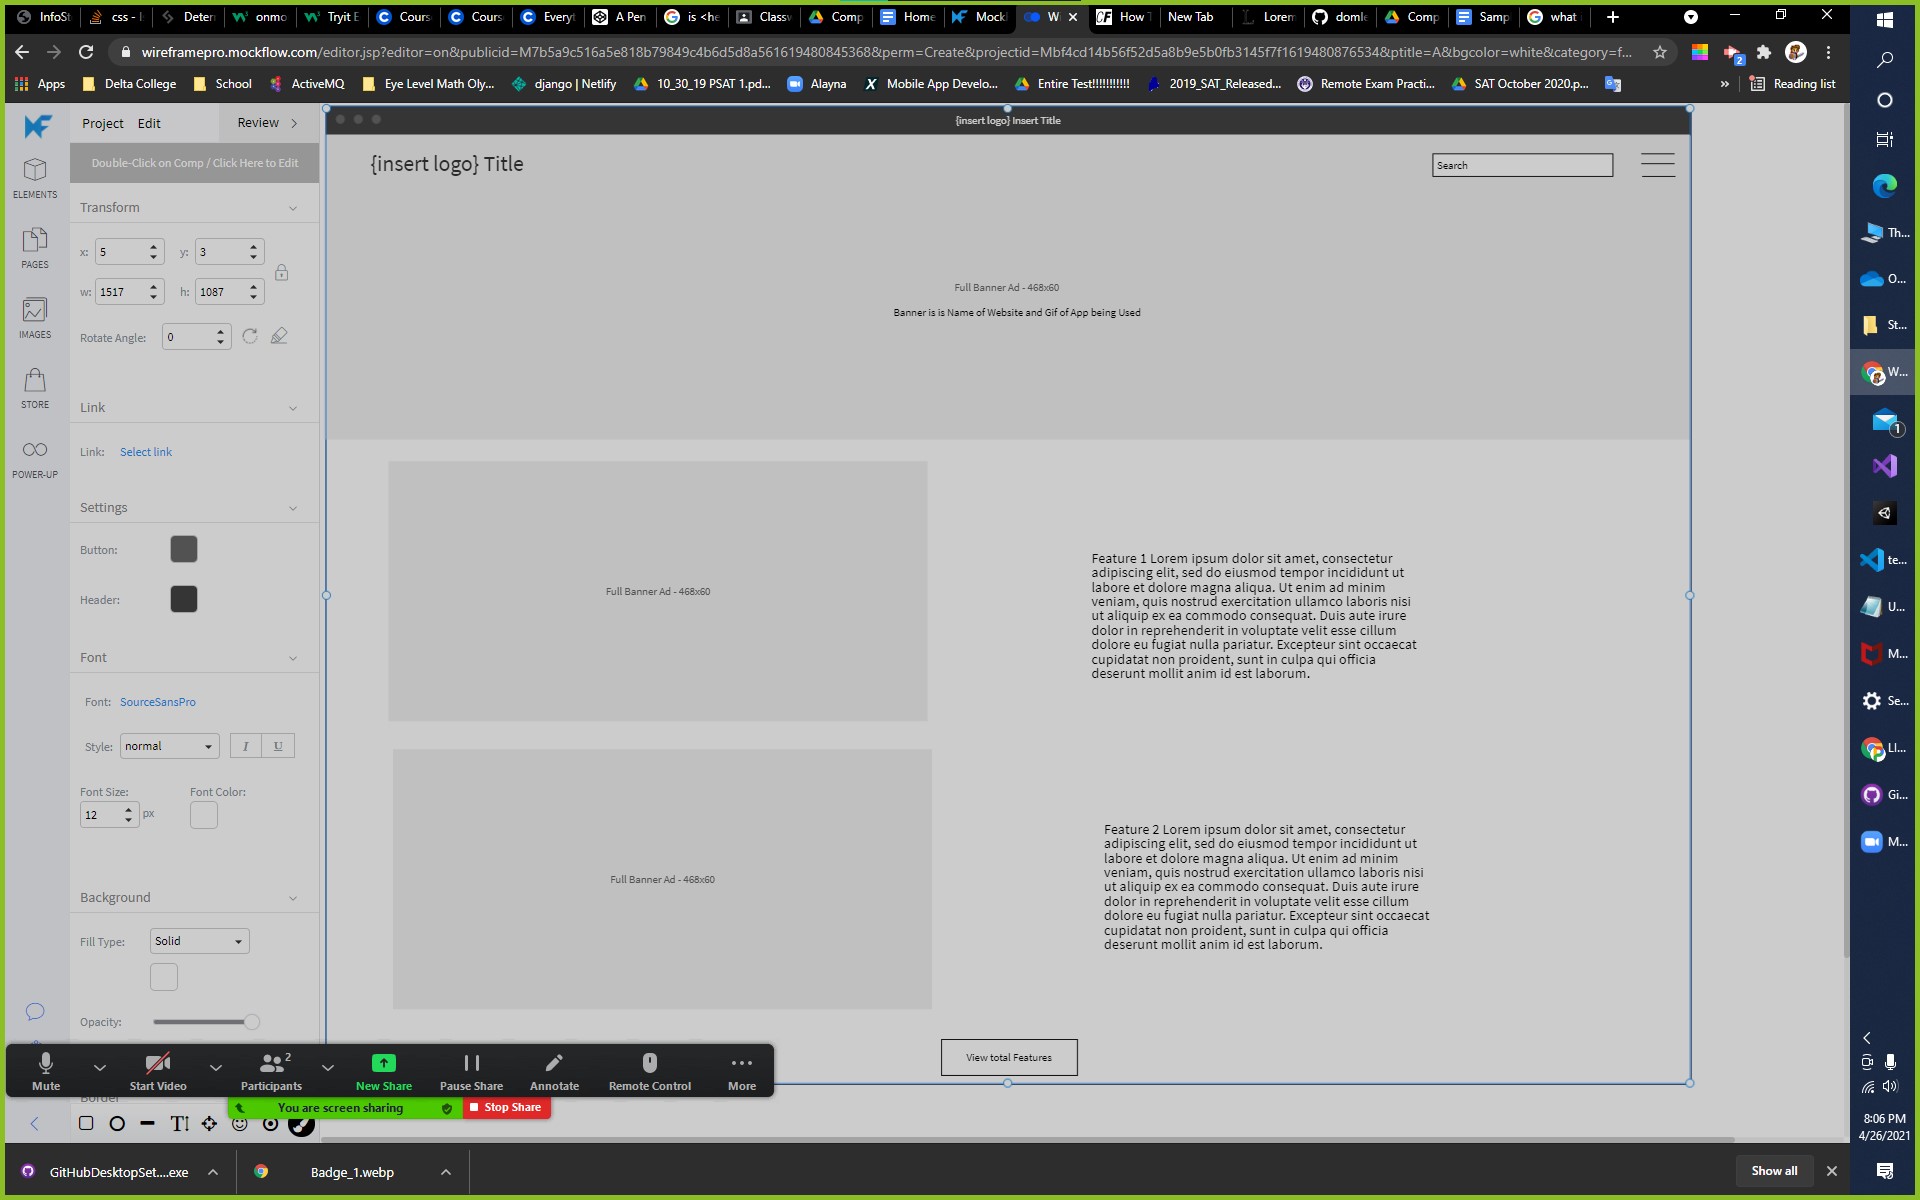 InfoSt
css - l
Deter
onmo
Tryit E
Cours
Cours
Everyt
A Pen
is <he
Classv
Comp
Home
Mockl
Wi
How T
New Tab
Lorem
domle
Comp
Samp
what
wireframepro.mockflow.com/editor.jsp?editor=on&publicid=M7b5a9c516a5e818b79849c4b6d5d8a561619480845368&perm=Create&projectid=Mbf4cd14b56f52d5a8b9e5b0fb3145f7f1619480876534&ptitle=A&bgcolor=white&category=f...
2
Apps
Delta College
School
ActiveMQ
Eye Level Math Oly...
django | Netlify
10_30_19 PSAT 1.pd...
Alayna
Mobile App Develo...
Entire Test!!!!!!!!!!!
2019_SAT_Released...
Remote Exam Practi...
SAT October 2020.p...
»
Reading list
Project
Edit
Review
Double-Click on Comp / Click Here to Edit
ELEMENTS
PAGES
IMAGES
STORE
POWER-UP
Transform
x: 5
y: 3
w: 1517
h: 1087
Rotate Angle: 0
Link
Link: Select link
Settings
Button:
Header:
Font
Font: SourceSansPro
Style: normal
I
U
Font Size:
Font Color:
12
px
Background
Fill Type: Solid
Opacity:
Border
{insert logo} Insert Title
{insert logo} Title
Search
Full Banner Ad - 468x60
Banner is is Name of Website and Gif of App being Used
Full Banner Ad - 468x60
Feature 1 Lorem ipsum dolor sit amet, consectetur
adipiscing elit, sed do eiusmod tempor incididunt ut
labore et dolore magna aliqua. Ut enim ad minim
veniam, quis nostrud exercitation ullamco laboris nisi
ut aliquip ex ea commodo consequat. Duis aute irure
dolor in reprehenderit in voluptate velit esse cillum
dolore eu fugiat nulla pariatur. Excepteur sint occaecat
cupidatat non proident, sunt in culpa qui officia
deserunt mollit anim id est laborum.
Full Banner Ad - 468x60
Feature 2 Lorem ipsum dolor sit amet, consectetur
adipiscing elit, sed do eiusmod tempor incididunt ut
labore et dolore magna aliqua. Ut enim ad minim
veniam, quis nostrud exercitation ullamco laboris nisi
ut aliquip ex ea commodo consequat. Duis aute irure
dolor in reprehenderit in voluptate velit esse cillum
dolore eu fugiat nulla pariatur. Excepteur sint occaecat
cupidatat non proident, sunt in culpa qui officia
deserunt mollit anim id est laborum.
View total Features
Mute
Start Video
2
Participants
New Share
Pause Share
Annotate
Remote Control
More
You are screen sharing
Stop Share
GitHubDesktopSet....exe
Badge_1.webp
Show all
Th...
O...
St...
W...
1
te...
U...
M...
Se...
LI...
Gi...
M...
8:06 PM
4/26/2021